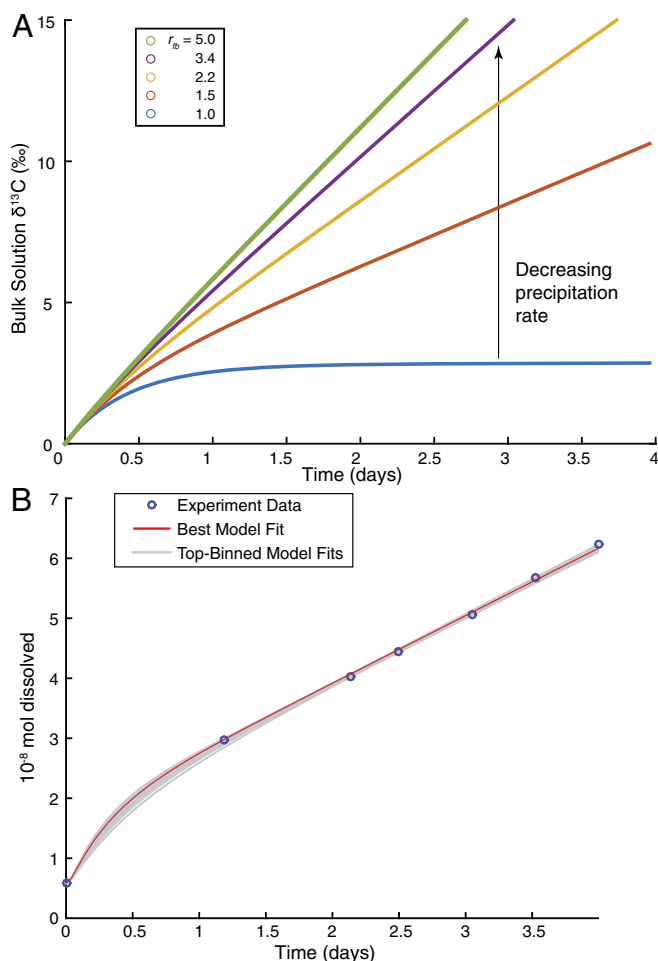 A
15
10
5
0
Bulk Solution δ¹³C (‰)
r_fb = 5.0
3.4
2.2
1.5
1.0
Decreasing
precipitation
rate
0 0.5 1 1.5 2 2.5 3 3.5 4
Time (days)
B
7
6
5
4
3
2
1
0
10⁻⁸ mol dissolved
Experiment Data
Best Model Fit
Top-Binned Model Fits
0 0.5 1 1.5 2 2.5 3 3.5
Time (days)